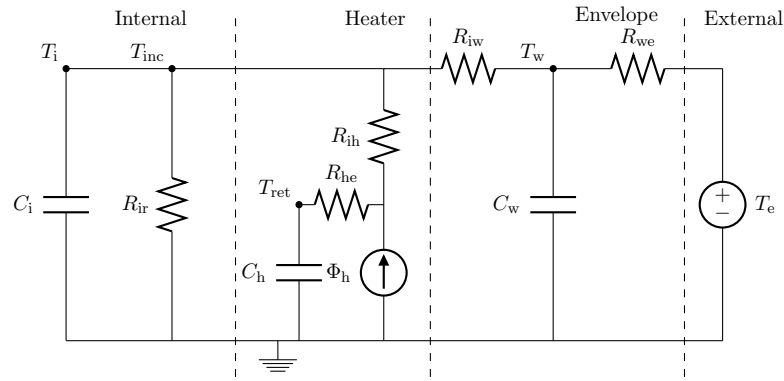 Internal
Heater
Envelope
External
T_i
T_inc
R_iw
T_w
R_we
R_ih
R_he
T_ret
C_i
R_ir
C_w
+
−
T_e
C_h
Φ_h